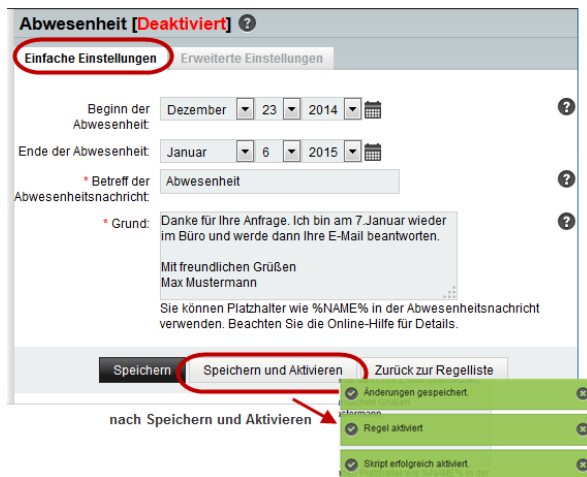 Abwesenheit [Deaktiviert] ?
Einfache Einstellungen Erweiterte Einstellungen
Beginn der Abwesenheit: Dezember 23 2014 ?
Ende der Abwesenheit: Januar 6 2015
* Betreff der Abwesenheitsnachricht: Abwesenheit ?
* Grund: ?
Danke für Ihre Anfrage. Ich bin am 7.Januar wieder
im Büro und werde dann Ihre E-Mail beantworten.
Mit freundlichen Grüßen
Max Mustermann
Sie können Platzhalter wie %NAME% in der Abwesenheitsnachricht
verwenden. Beachten Sie die Online-Hilfe für Details.
Speichern Speichern und Aktivieren Zurück zur Regelliste
nach Speichern und Aktivieren
Änderungen gespeichert.
Regel aktiviert
Skript erfolgreich aktiviert.